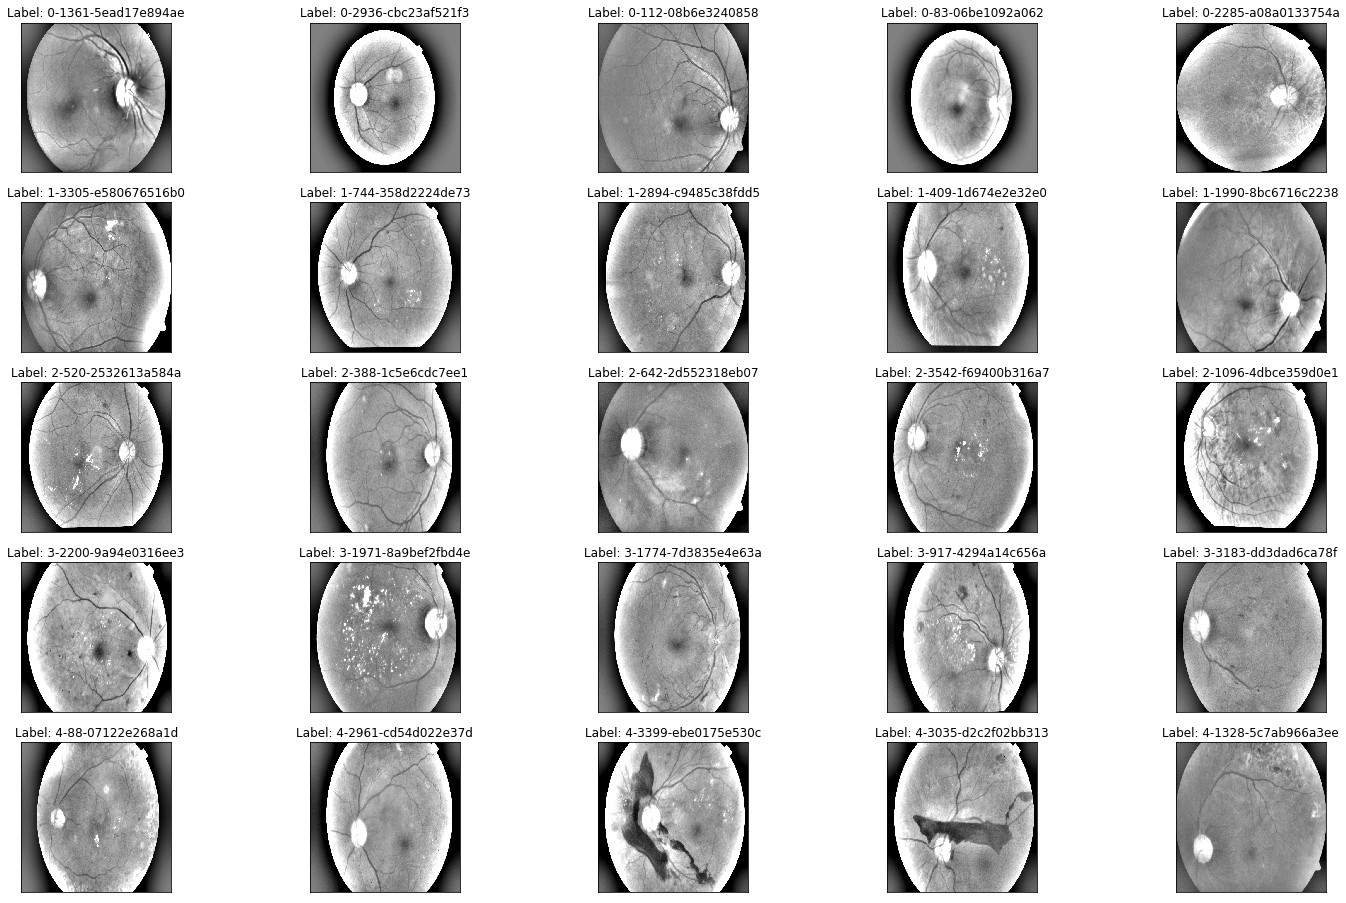 Label: 0-1361-5ead17e894ae
Label: 0-2936-cbc23af521f3
Label: 0-112-08b6e3240858
Label: 0-83-06be1092a062
Label: 0-2285-a08a0133754a
Label: 1-3305-e580676516b0
Label: 1-744-358d2224de73
Label: 1-2894-c9485c38fdd5
Label: 1-409-1d674e2e32e0
Label: 1-1990-8bc6716c2238
Label: 2-520-2532613a584a
Label: 2-388-1c5e6cdc7ee1
Label: 2-642-2d552318eb07
Label: 2-3542-f69400b316a7
Label: 2-1096-4dbce359d0e1
Label: 3-2200-9a94e0316ee3
Label: 3-1971-8a9bef2fbd4e
Label: 3-1774-7d3835e4e63a
Label: 3-917-4294a14c656a
Label: 3-3183-dd3dad6ca78f
Label: 4-88-07122e268a1d
Label: 4-2961-cd54d022e37d
Label: 4-3399-ebe0175e530c
Label: 4-3035-d2c2f02bb313
Label: 4-1328-5c7ab966a3ee